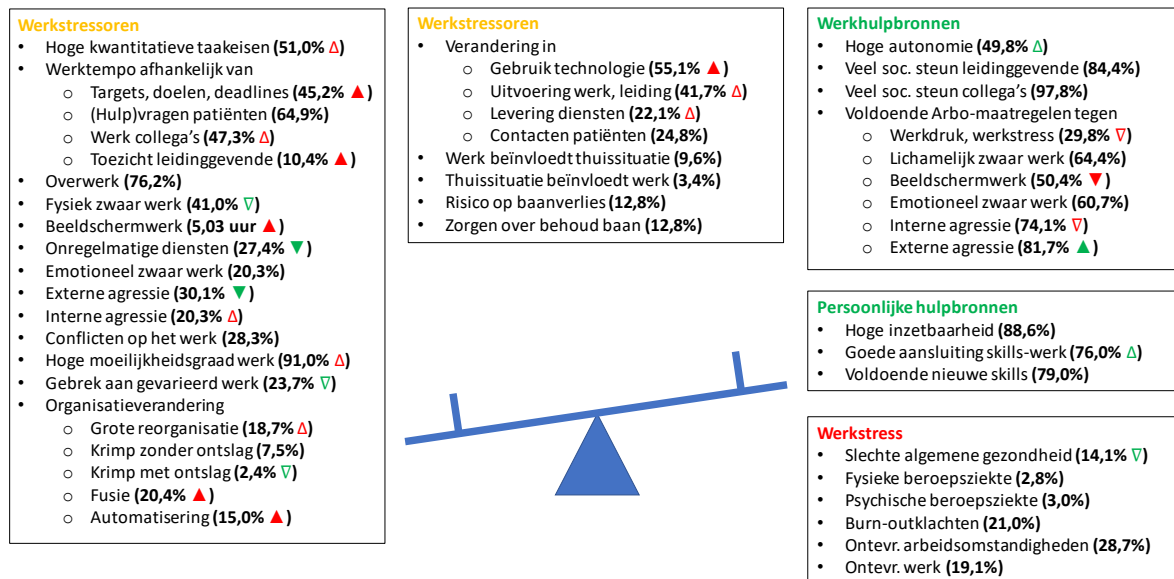 Werkstressoren
• Hoge kwantitatieve taakeisen (51,0% Δ)
• Werktempo afhankelijk van
o Targets, doelen, deadlines (45,2% ▲)
o (Hulp)vragen patiënten (64,9%)
o Werk collega's (47,3% Δ)
o Toezicht leidinggevende (10,4% ▲)
• Overwerk (76,2%)
• Fysiek zwaar werk (41,0% ∇)
• Beeldschermwerk (5,03 uur ▲)
• Onregelmatige diensten (27,4% ▼)
• Emotioneel zwaar werk (20,3%)
• Externe agressie (30,1% ▼)
• Interne agressie (20,3% Δ)
• Conflicten op het werk (28,3%)
• Hoge moeilijkheidsgraad werk (91,0% Δ)
• Gebrek aan gevarieerd werk (23,7% ∇)
• Organisatieverandering
o Grote reorganisatie (18,7% Δ)
o Krimp zonder ontslag (7,5%)
o Krimp met ontslag (2,4% ∇)
o Fusie (20,4% ▲)
o Automatisering (15,0% ▲)
Werkstressoren
• Verandering in
o Gebruik technologie (55,1% ▲)
o Uitvoering werk, leiding (41,7% Δ)
o Levering diensten (22,1% Δ)
o Contacten patiënten (24,8%)
• Werk beïnvloedt thuissituatie (9,6%)
• Thuissituatie beïnvloedt werk (3,4%)
• Risico op baanverlies (12,8%)
• Zorgen over behoud baan (12,8%)
Werkhulpbronnen
• Hoge autonomie (49,8% Δ)
• Veel soc. steun leidinggevende (84,4%)
• Veel soc. steun collega's (97,8%)
• Voldoende Arbo-maatregelen tegen
o Werkdruk, werkstress (29,8% ∇)
o Lichamelijk zwaar werk (64,4%)
o Beeldschermwerk (50,4% ▼)
o Emotioneel zwaar werk (60,7%)
o Interne agressie (74,1% ∇)
o Externe agressie (81,7% ▲)
Persoonlijke hulpbronnen
• Hoge inzetbaarheid (88,6%)
• Goede aansluiting skills-werk (76,0% Δ)
• Voldoende nieuwe skills (79,0%)
Werkstress
• Slechte algemene gezondheid (14,1% ∇)
• Fysieke beroepsziekte (2,8%)
• Psychische beroepsziekte (3,0%)
• Burn-outklachten (21,0%)
• Ontevr. arbeidsomstandigheden (28,7%)
• Ontevr. werk (19,1%)